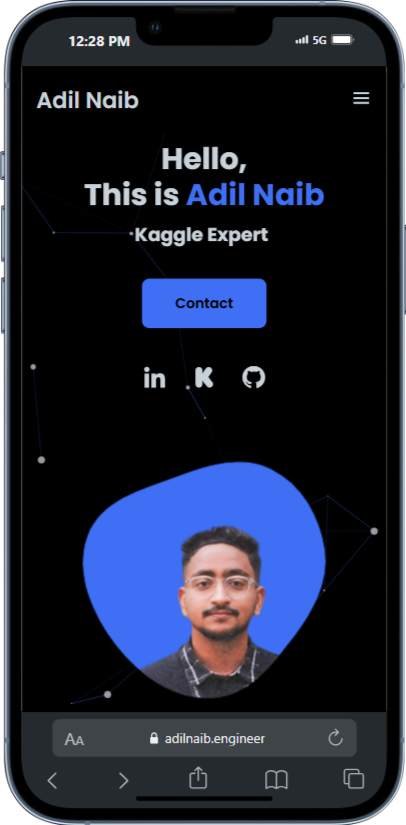 12:28 PM
5G
Adil Naib
Hello,
This is Adil Naib
Kaggle Expert
Contact
in
K
AA
adilnaib.engineer